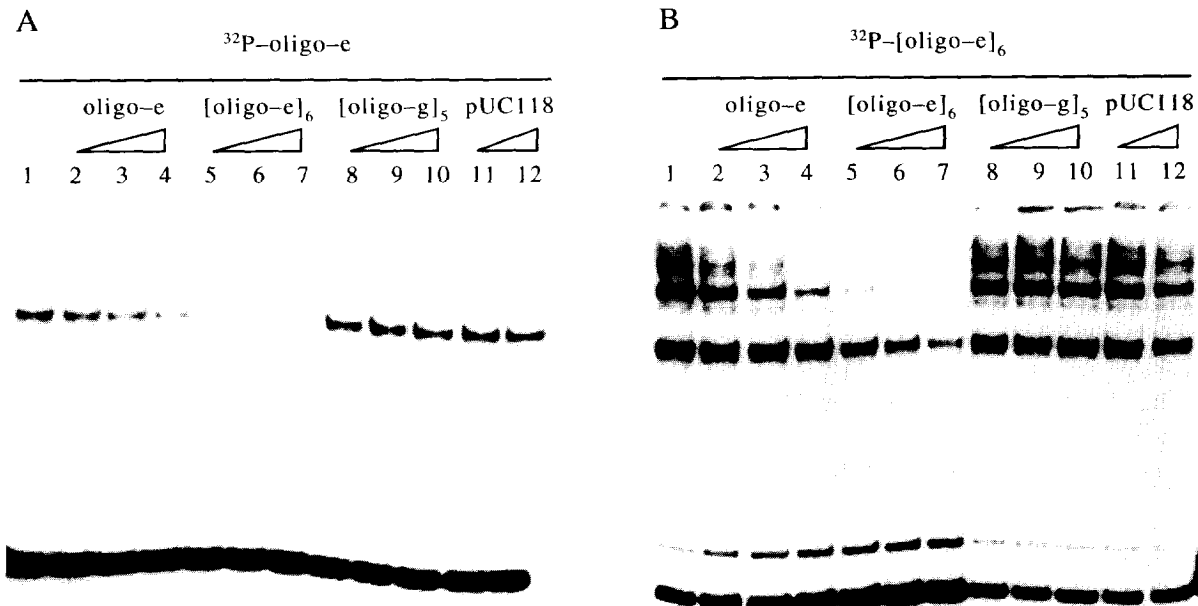 A
³²P-oligo-e
oligo-e [oligo-e]₆ [oligo-g]₅ pUC118
1 2 3 4 5 6 7 8 9 10 11 12
B
³²P-[oligo-e]₆
oligo-e [oligo-e]₆ [oligo-g]₅ pUC118
1 2 3 4 5 6 7 8 9 10 11 12